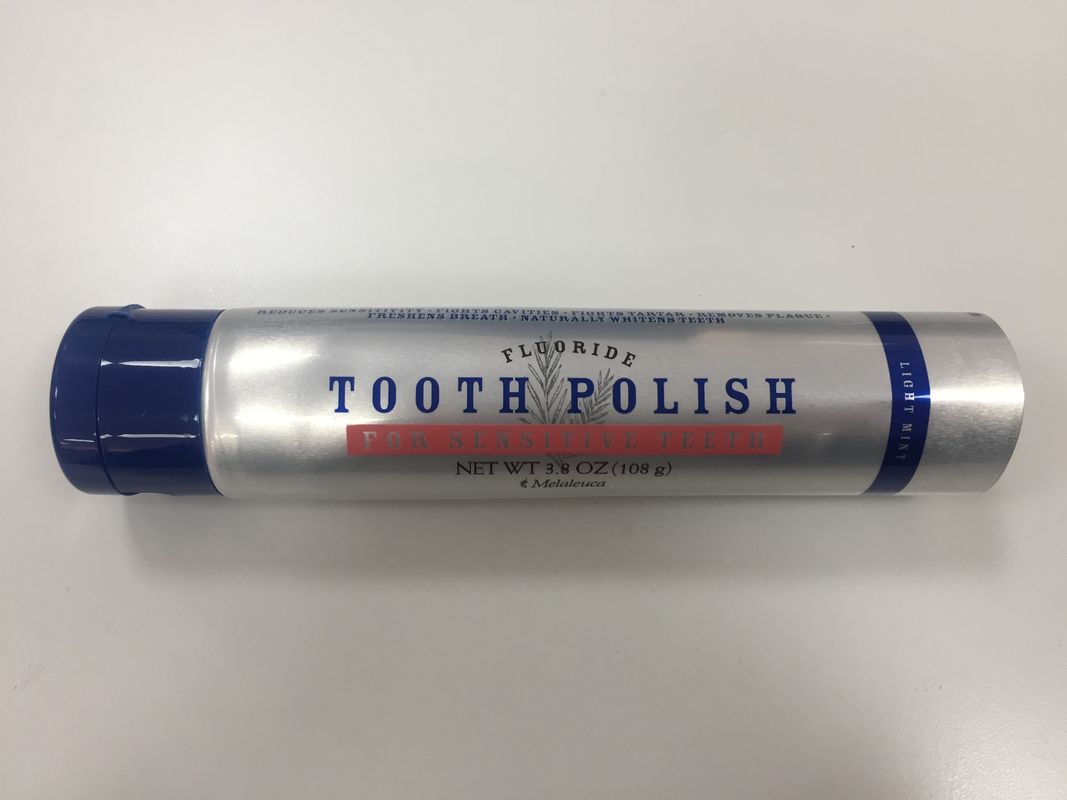 REDUCES SENSITIVITY · FIGHTS CAVITIES · FIGHTS TARTAR · REMOVES PLAQUE ·
FRESHENS BREATH · NATURALLY WHITENS TEETH
FLUORIDE
TOOTH POLISH
FOR SENSITIVE TEETH
NET WT 3.8 OZ (108 g)
Melaleuca
LIGHT MINT